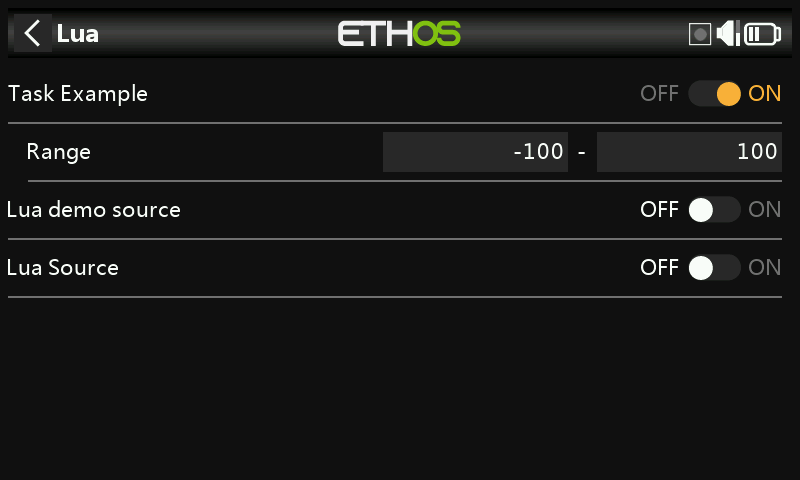 Lua ETHOS
Task Example OFF ON
Range -100 - 100
Lua demo source OFF ON
Lua Source OFF ON